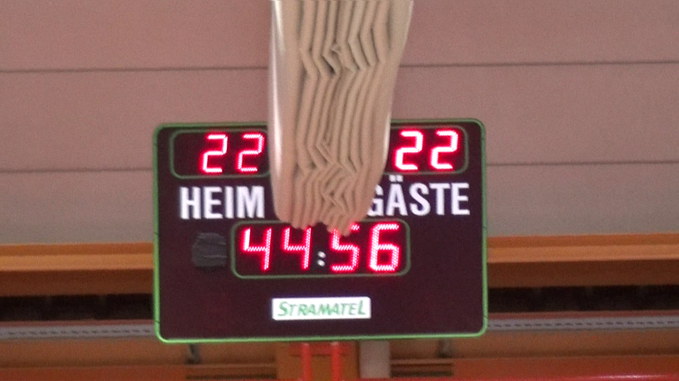 22 22
HEIM GÄSTE
44:56
STRAMATEL